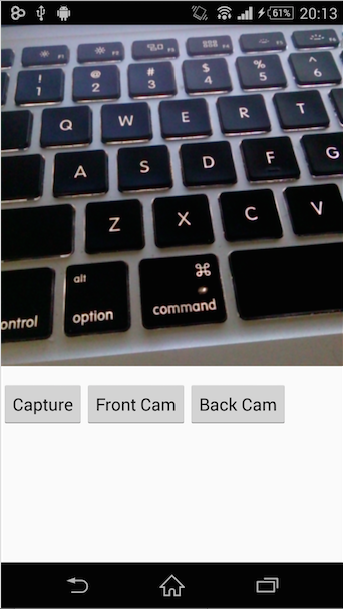 61% 20:13
F1 F2 F3 F4 F5 F6
! @ # $ % ^
1 2 3 4 5 6
Q W E R T
A S D F G
Z X C V
alt ⌘
ontrol option command
Capture Front Cam Back Cam